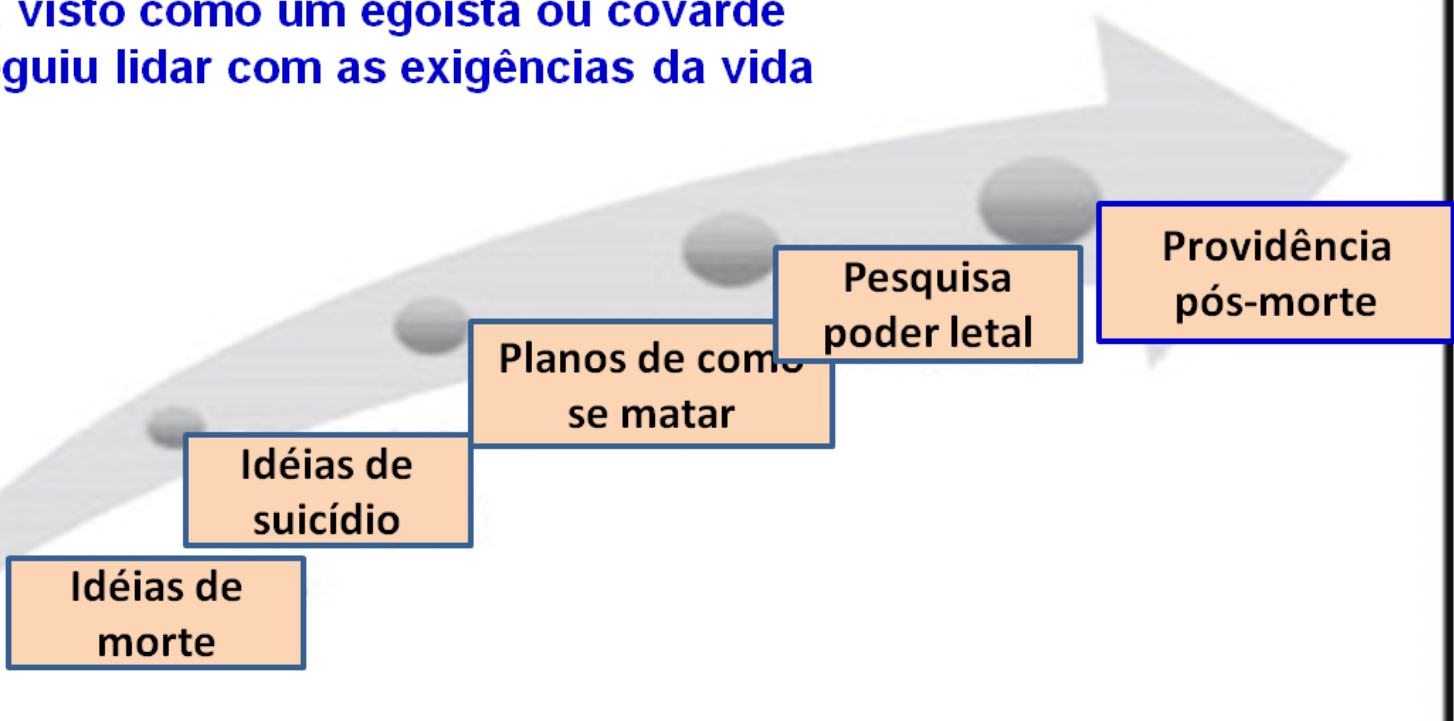 visto como um egoísta ou covarde
guiu lidar com as exigências da vida
Providência
pós-morte
Pesquisa
poder letal
Planos de como
se matar
Idéias de
suicídio
Idéias de
morte